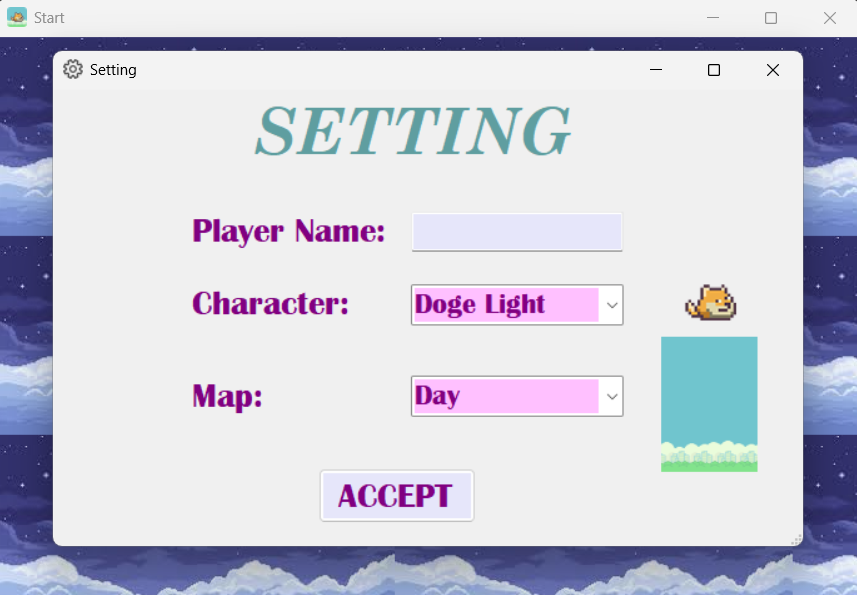 Start
Setting
SETTING
Player Name:
Character: Doge Light
Map: Day
ACCEPT